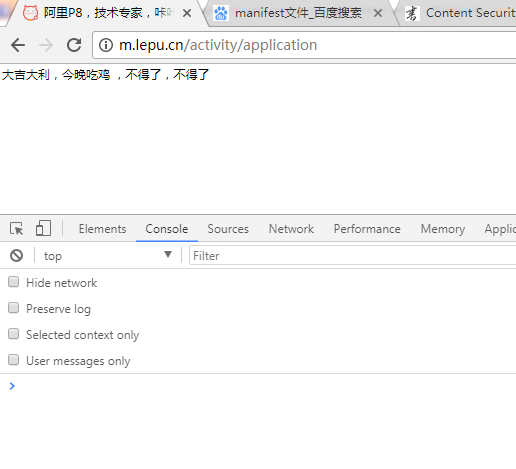 阿里P8，技术专家，咔
manifest文件_百度搜索
Content Securit
m.lepu.cn/activity/application
大吉大利，今晚吃鸡 ，不得了，不得了
Elements Console Sources Network Performance Memory Applic
top Filter
Hide network
Preserve log
Selected context only
User messages only